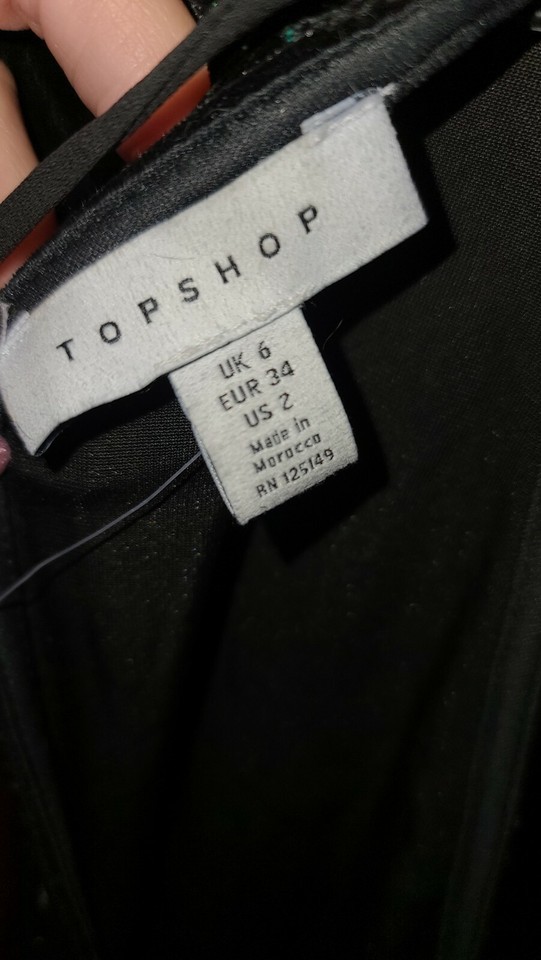 TOPSHOP
UK 6
EUR 34
US 2
Made in
Morocco
RN 125149